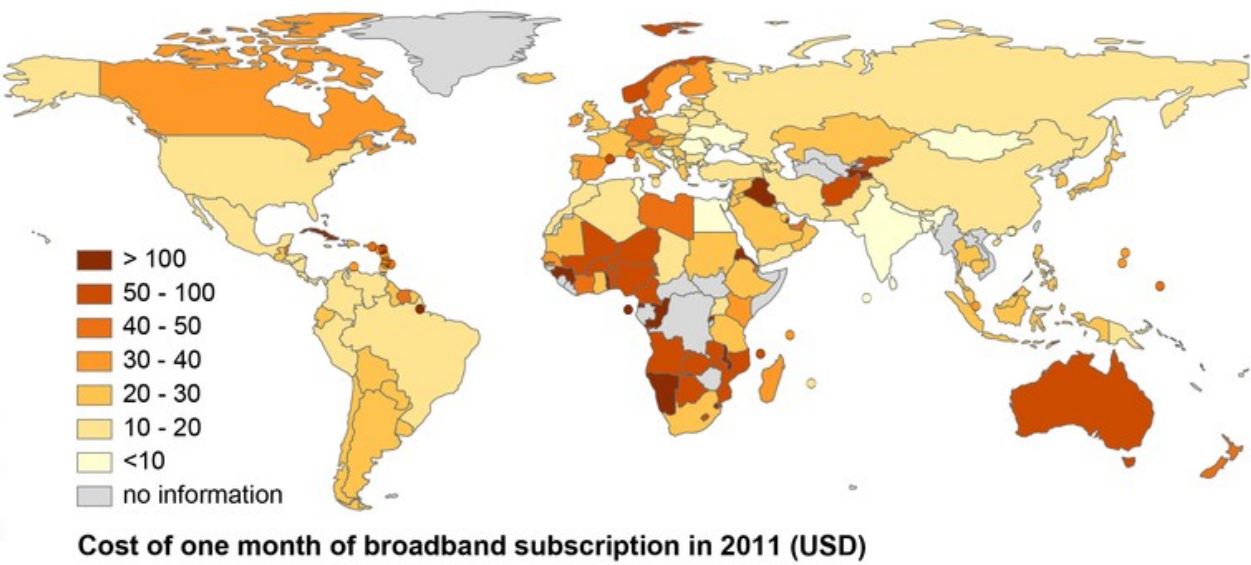 > 100
50 - 100
40 - 50
30 - 40
20 - 30
10 - 20
<10
no information
Cost of one month of broadband subscription in 2011 (USD)